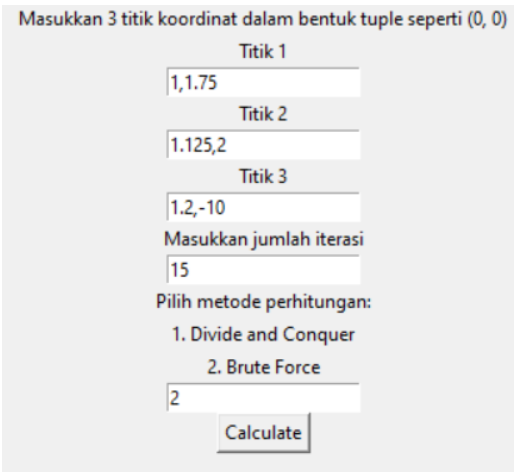 Masukkan 3 titik koordinat dalam bentuk tuple seperti (0, 0)
Titik 1
1,1.75
Titik 2
1.125,2
Titik 3
1.2,-10
Masukkan jumlah iterasi
15
Pilih metode perhitungan:
1. Divide and Conquer
2. Brute Force
2
Calculate